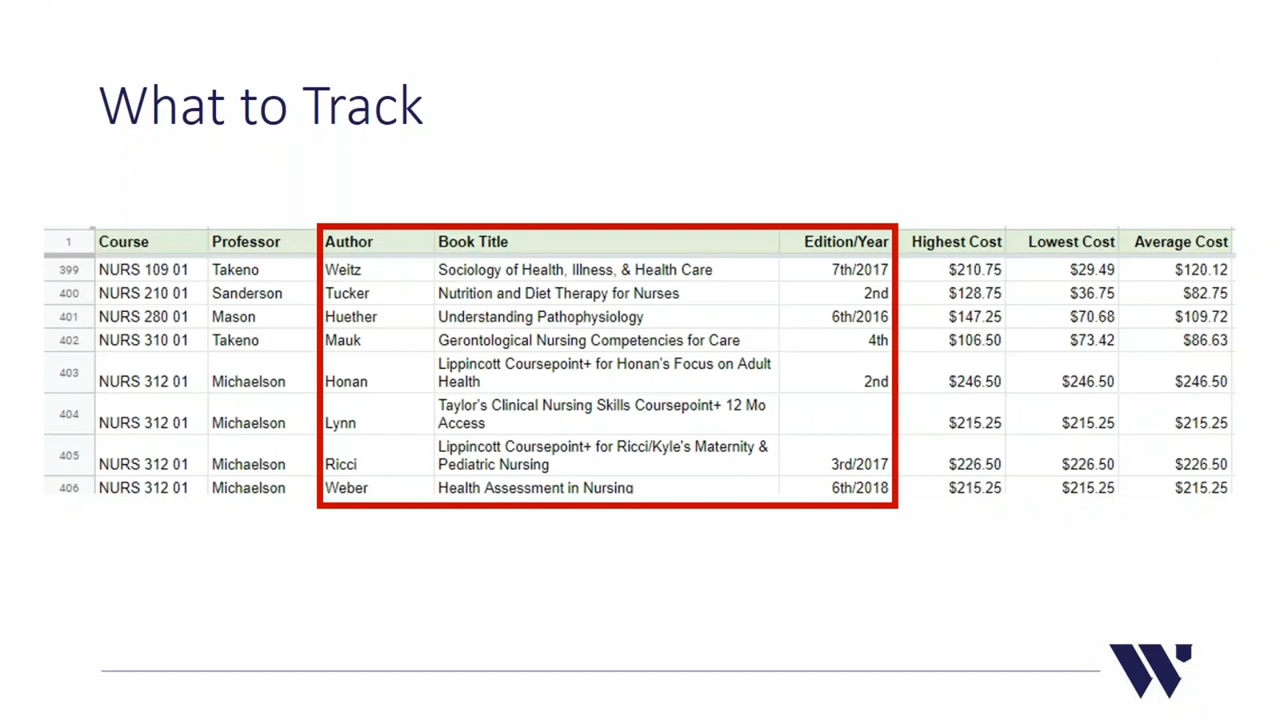 What to Track
1 Course Professor Author Book Title Edition/Year Highest Cost Lowest Cost Average Cost
399 NURS 109 01 Takeno Weitz Sociology of Health, Illness, & Health Care 7th/2017 $210.75 $29.49 $120.12
400 NURS 210 01 Sanderson Tucker Nutrition and Diet Therapy for Nurses 2nd $128.75 $36.75 $82.75
401 NURS 280 01 Mason Huether Understanding Pathophysiology 6th/2016 $147.25 $70.68 $109.72
402 NURS 310 01 Takeno Mauk Gerontological Nursing Competencies for Care 4th $106.50 $73.42 $86.63
Lippincott Coursepoint+ for Honan's Focus on Adult
403 NURS 312 01 Michaelson Honan Health 2nd $246.50 $246.50 $246.50
Taylor's Clinical Nursing Skills Coursepoint+ 12 Mo
404 NURS 312 01 Michaelson Lynn Access $215.25 $215.25 $215.25
Lippincott Coursepoint+ for Ricci/Kyle's Maternity &
405 NURS 312 01 Michaelson Ricci Pediatric Nursing 3rd/2017 $226.50 $226.50 $226.50
406 NURS 312 01 Michaelson Weber Health Assessment in Nursing 6th/2018 $215.25 $215.25 $215.25
W